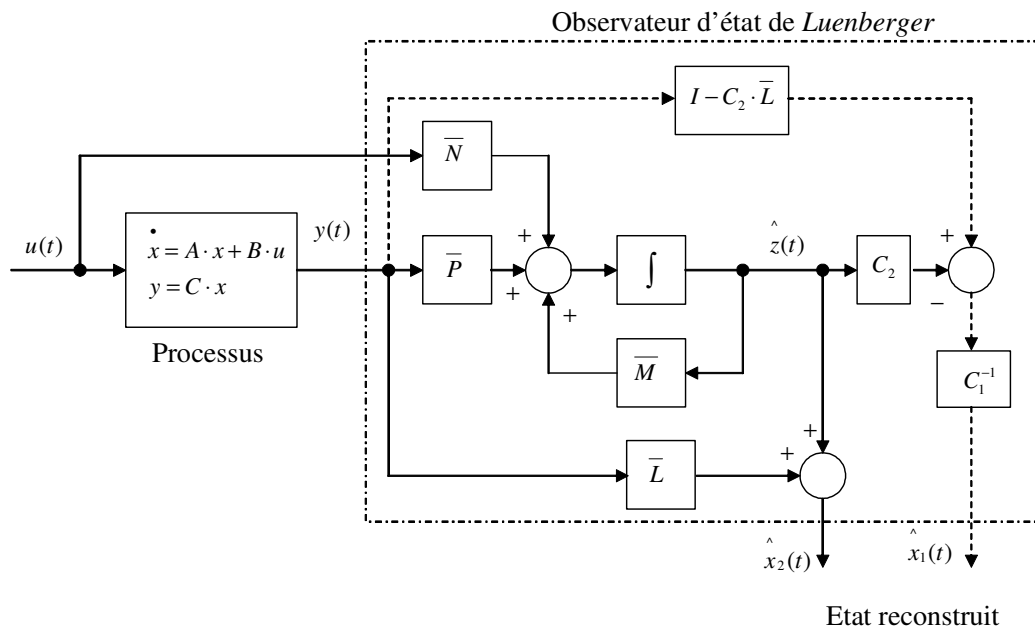 Observateur d'état de Luenberger
I − C₂ · L̅
N̅
u(t)
ẋ = A · x + B · u
y = C · x
y(t)
P̅
+
+
+
∫
ẑ(t)
C₂
+
−
Processus
M̅
C₁⁻¹
+
+
L̅
x̂₂(t)
x̂₁(t)
Etat reconstruit